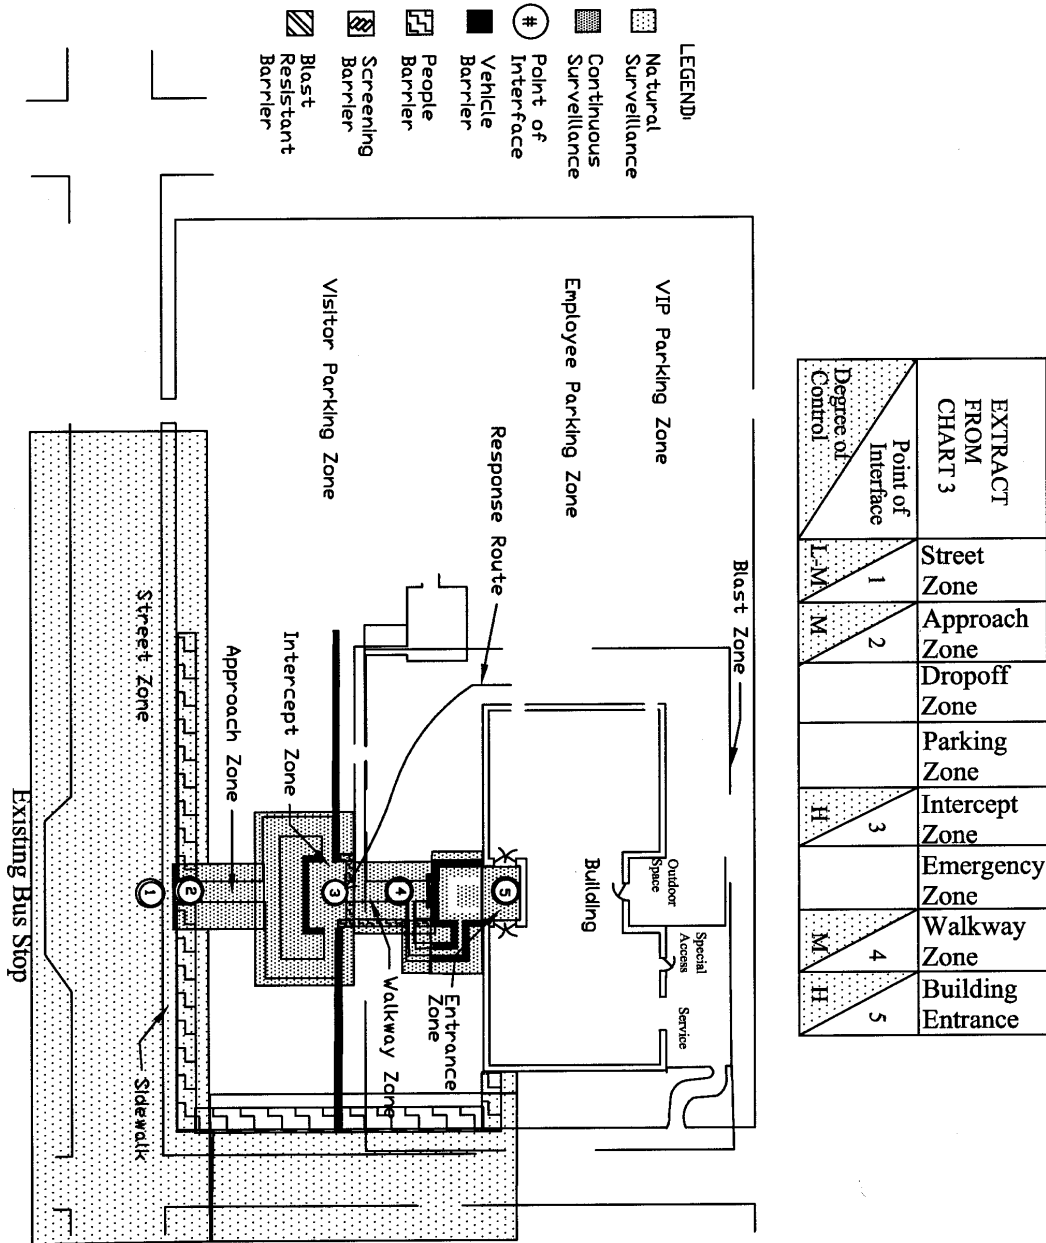 EXTRACT
FROM
CHART 3
Point of
Interface
Degree of
Control
Street
Zone
1
L-M
Approach
Zone
2
M
Dropoff
Zone
Parking
Zone
Intercept
Zone
3
H
Emergency
Zone
Walkway
Zone
4
M
Building
Entrance
5
H
LEGEND:
Natural
Surveillance
Continuous
Surveillance
#
Point of
Interface
Vehicle
Barrier
People
Barrier
Screening
Barrier
Blast
Resistant
Barrier
VIP Parking Zone
Employee Parking Zone
Visitor Parking Zone
Blast Zone
Response Route
Outdoor
Space
Special
Access
Service
Building
Entrance
Zone
Walkway Zone
Intercept Zone
Approach Zone
Street Zone
Sidewalk
5
4
3
2
1
Existing Bus Stop